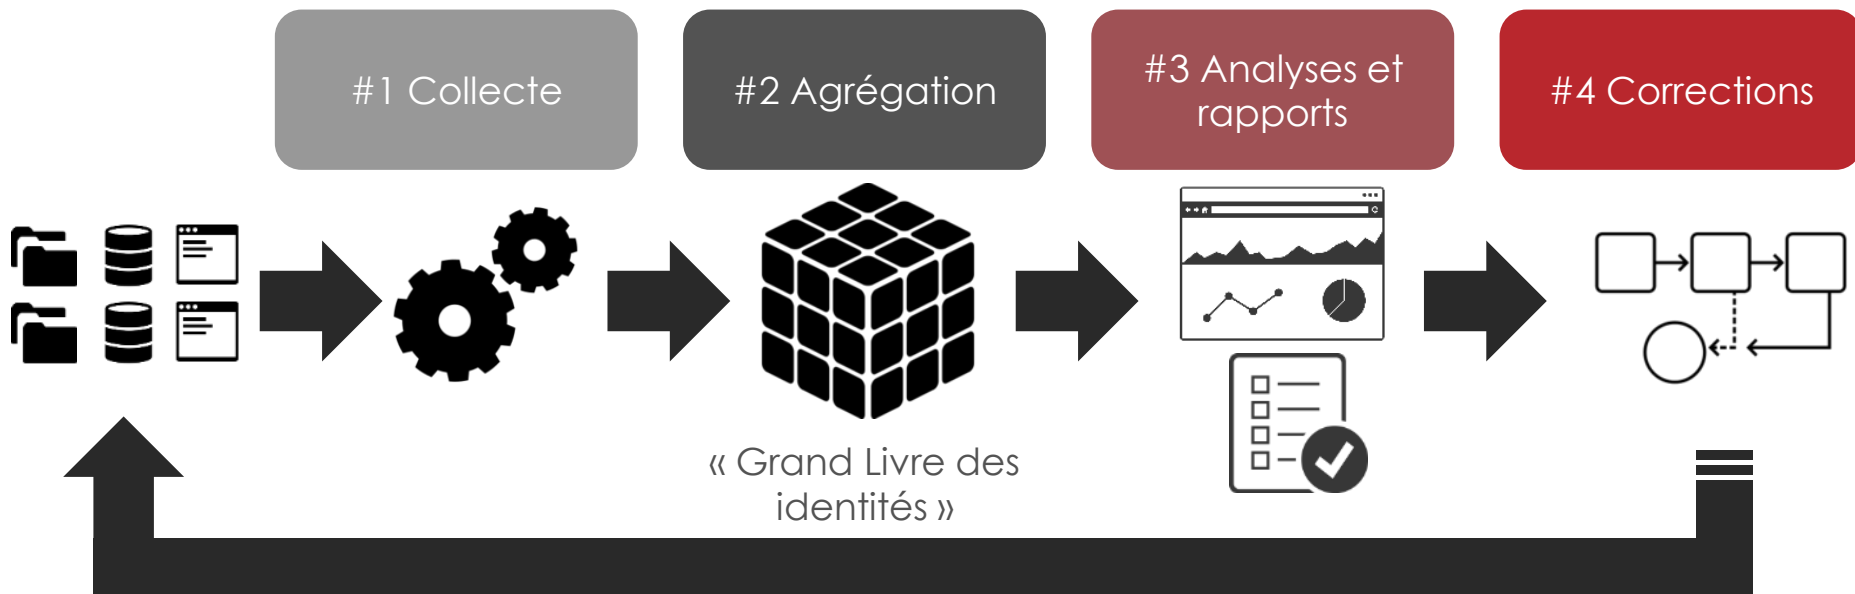 #1 Collecte
#2 Agrégation
#3 Analyses et
rapports
#4 Corrections
« Grand Livre des
identités »